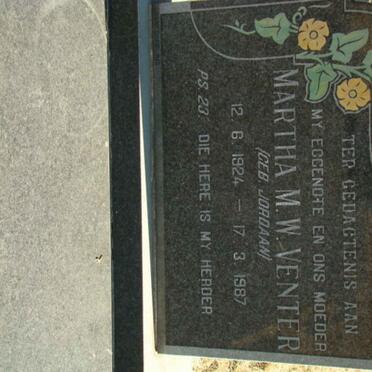 TER GEDAGTENIS AAN
MY EGGENOTE EN ONS MOEDER
MARTHA M.W. VENTER
(GEB JORDAAN)
12. 6. 1924 – 17. 3. 1987
PS. 23 DIE HERE IS MY HERDER